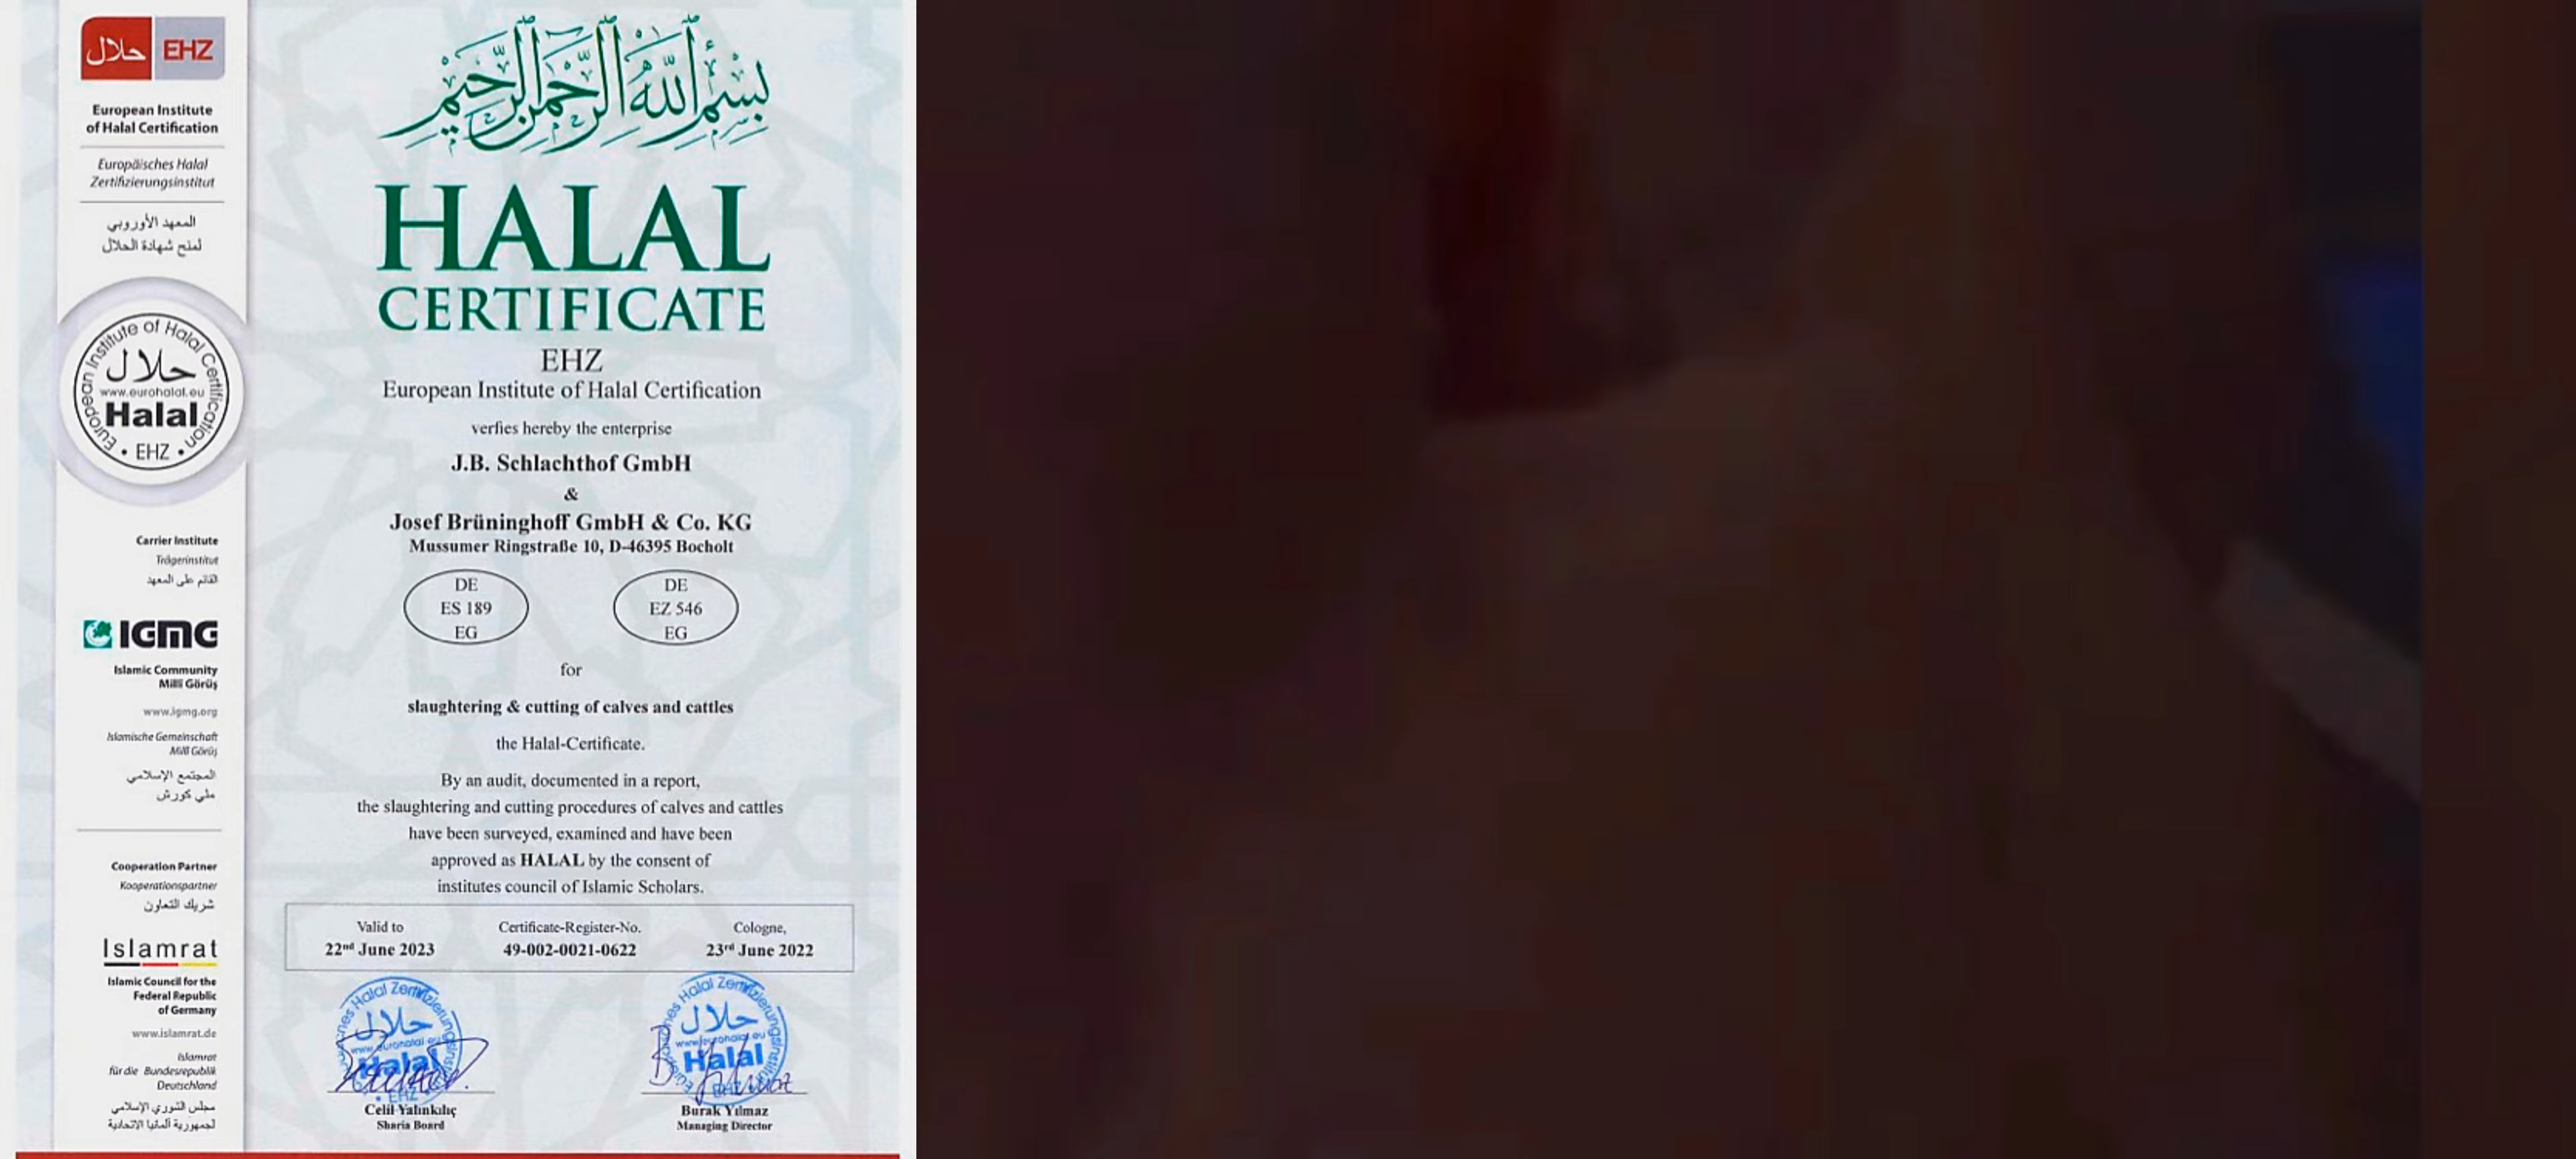 حلال EHZ
European Institute
of Halal Certification
Europäisches Halal
Zertifizierungsinstitut
المعهد الأوروبي
لمنح شهادة الحلال
European Institute of Halal Certification
حلال
www.eurohalal.eu
Halal
• EHZ •
Carrier Institute
Trägerinstitut
القائم على المعهد
IGMG
Islamic Community
Millî Görüş
www.igmg.org
Islamische Gemeinschaft
Millî Görüş
المجتمع الإسلامي
ملي كورش
Cooperation Partner
Kooperationspartner
شريك التعاون
Islamrat
Islamic Council for the
Federal Republic
of Germany
www.islamrat.de
Islamrat
für die Bundesrepublik
Deutschland
مجلس الشورى الإسلامي
لجمهورية ألمانيا الاتحادية
بِسْمِ اللهِ الرَّحْمٰنِ الرَّحِيْمِ
HALAL
CERTIFICATE
EHZ
European Institute of Halal Certification
verfies hereby the enterprise
J.B. Schlachthof GmbH
&
Josef Brüninghoff GmbH & Co. KG
Mussumer Ringstraße 10, D-46395 Bocholt
DE DE
ES 189 EZ 546
EG EG
for
slaughtering & cutting of calves and cattles
the Halal-Certificate.
By an audit, documented in a report,
the slaughtering and cutting procedures of calves and cattles
have been surveyed, examined and have been
approved as HALAL by the consent of
institutes council of Islamic Scholars.
Valid to Certificate-Register-No. Cologne,
22nd June 2023 49-002-0021-0622 23rd June 2022
حلال حلال
Halal Halal
EHZ EHZ
Celil Yalınkılıç Burak Yılmaz
Sharia Board Managing Director